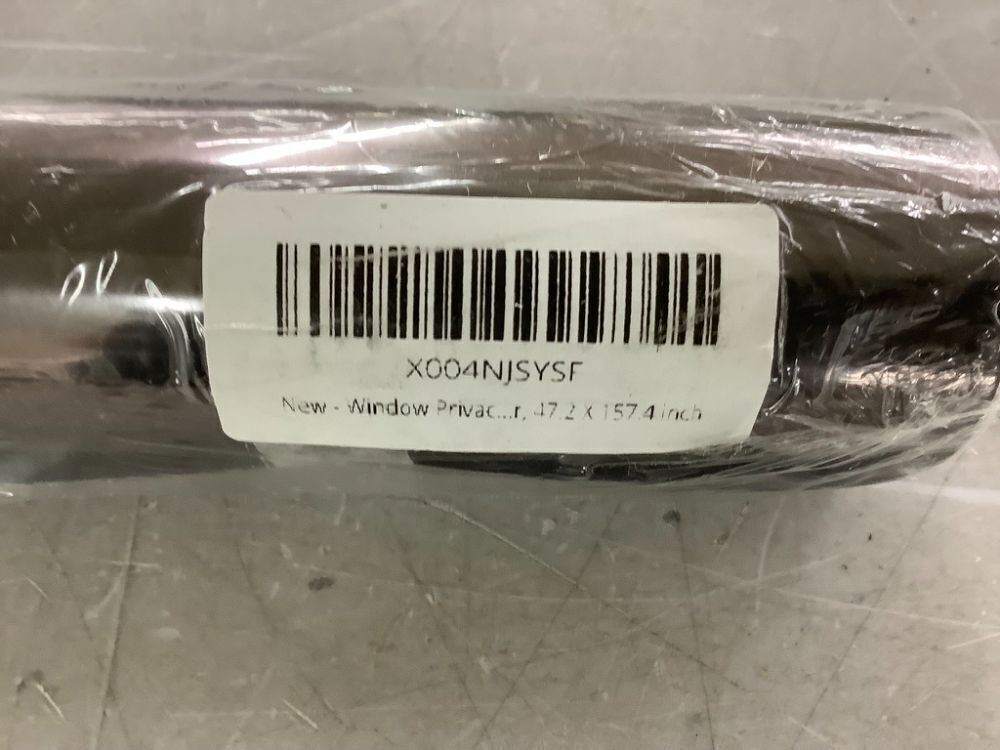 X004NJSYSF
New - Window Privac...r, 47.2 X 157.4 inch